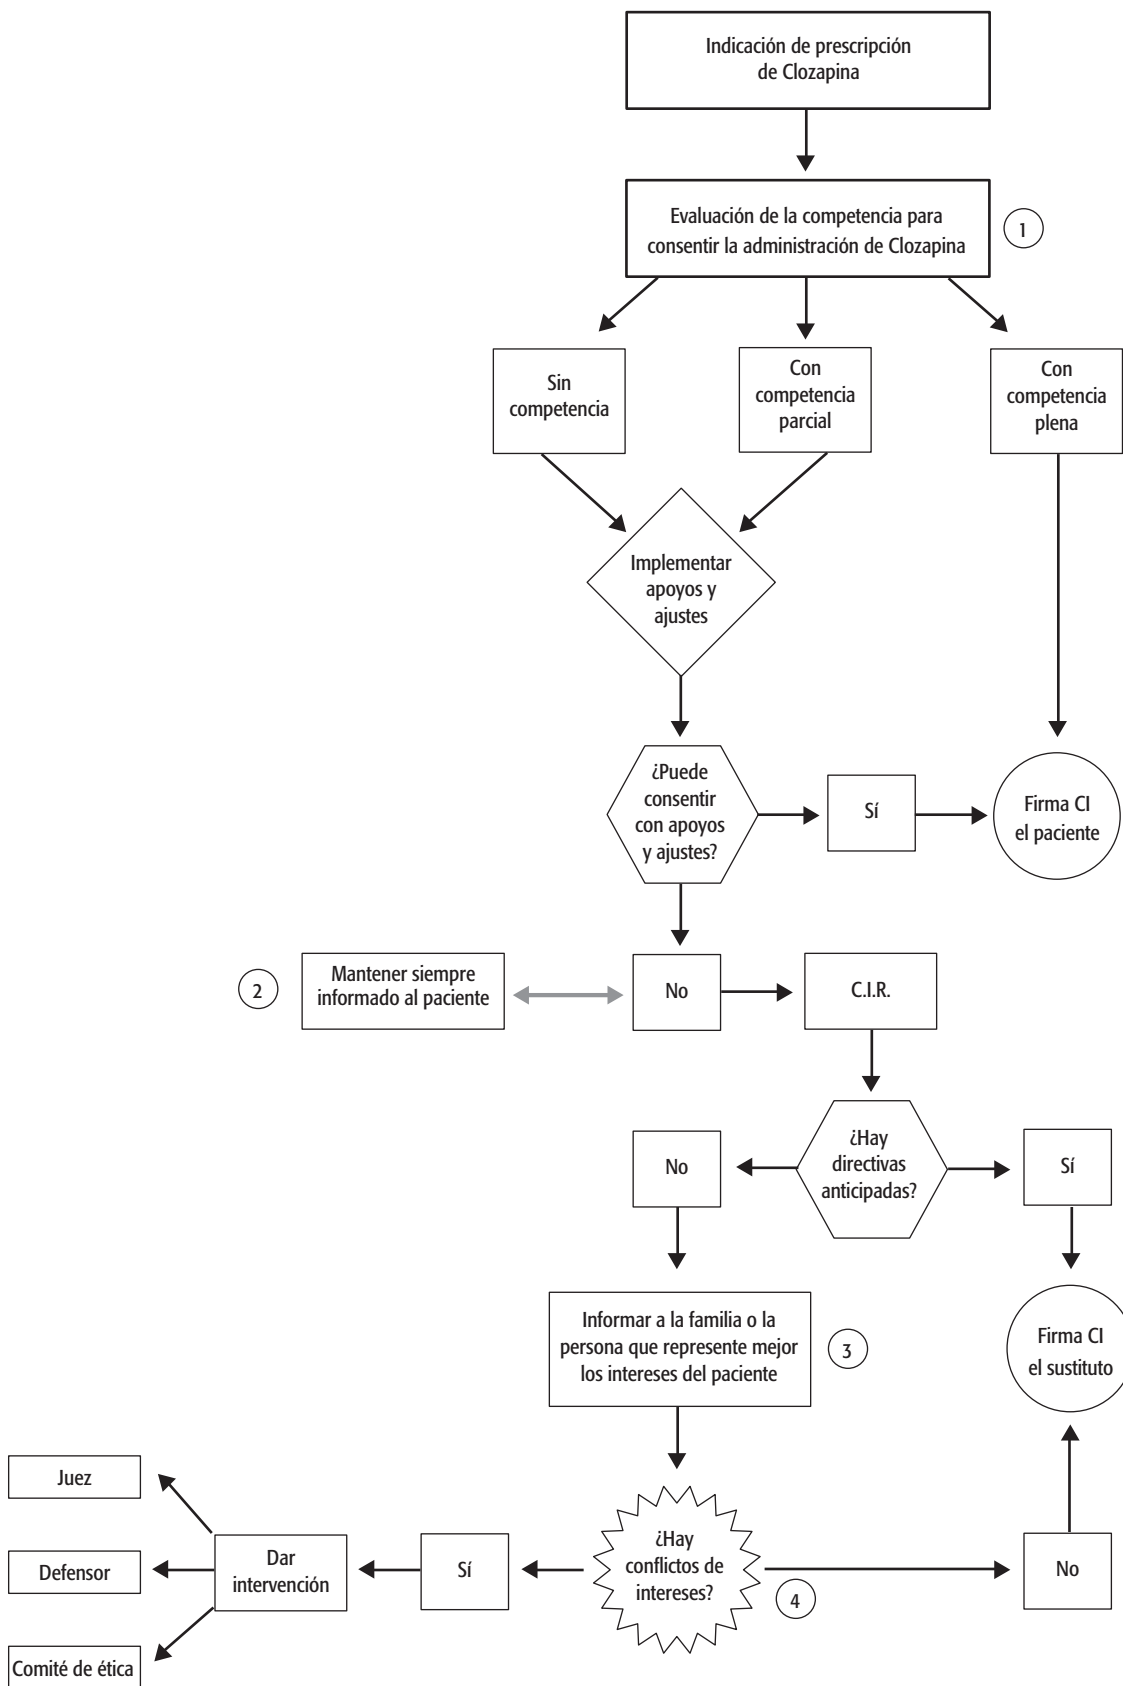 Indicación de prescripción
de Clozapina
Evaluación de la competencia para
consentir la administración de Clozapina
1
Sin
competencia
Con
competencia
parcial
Con
competencia
plena
Implementar
apoyos y
ajustes
¿Puede
consentir
con apoyos
y ajustes?
Sí
Firma CI
el paciente
2
Mantener siempre
informado al paciente
No
C.I.R.
¿Hay
directivas
anticipadas?
No
Sí
Informar a la familia o la
persona que represente mejor
los intereses del paciente
3
Firma CI
el sustituto
¿Hay
conflictos de
intereses?
4
No
Sí
Dar
intervención
Juez
Defensor
Comité de ética